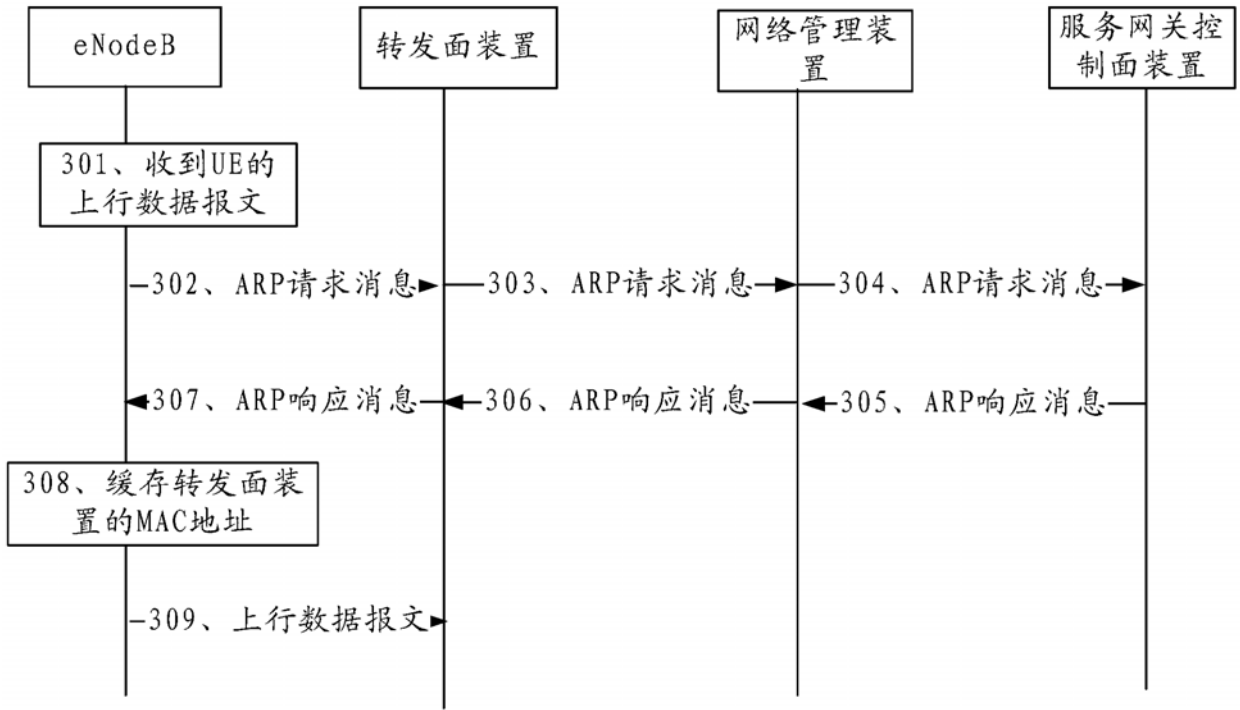 eNodeB
转发面装置
网络管理装
置
服务网关控
制面装置
301、收到UE的
上行数据报文
302、ARP请求消息
303、ARP请求消息
304、ARP请求消息
307、ARP响应消息
306、ARP响应消息
305、ARP响应消息
308、缓存转发面装
置的MAC地址
309、上行数据报文